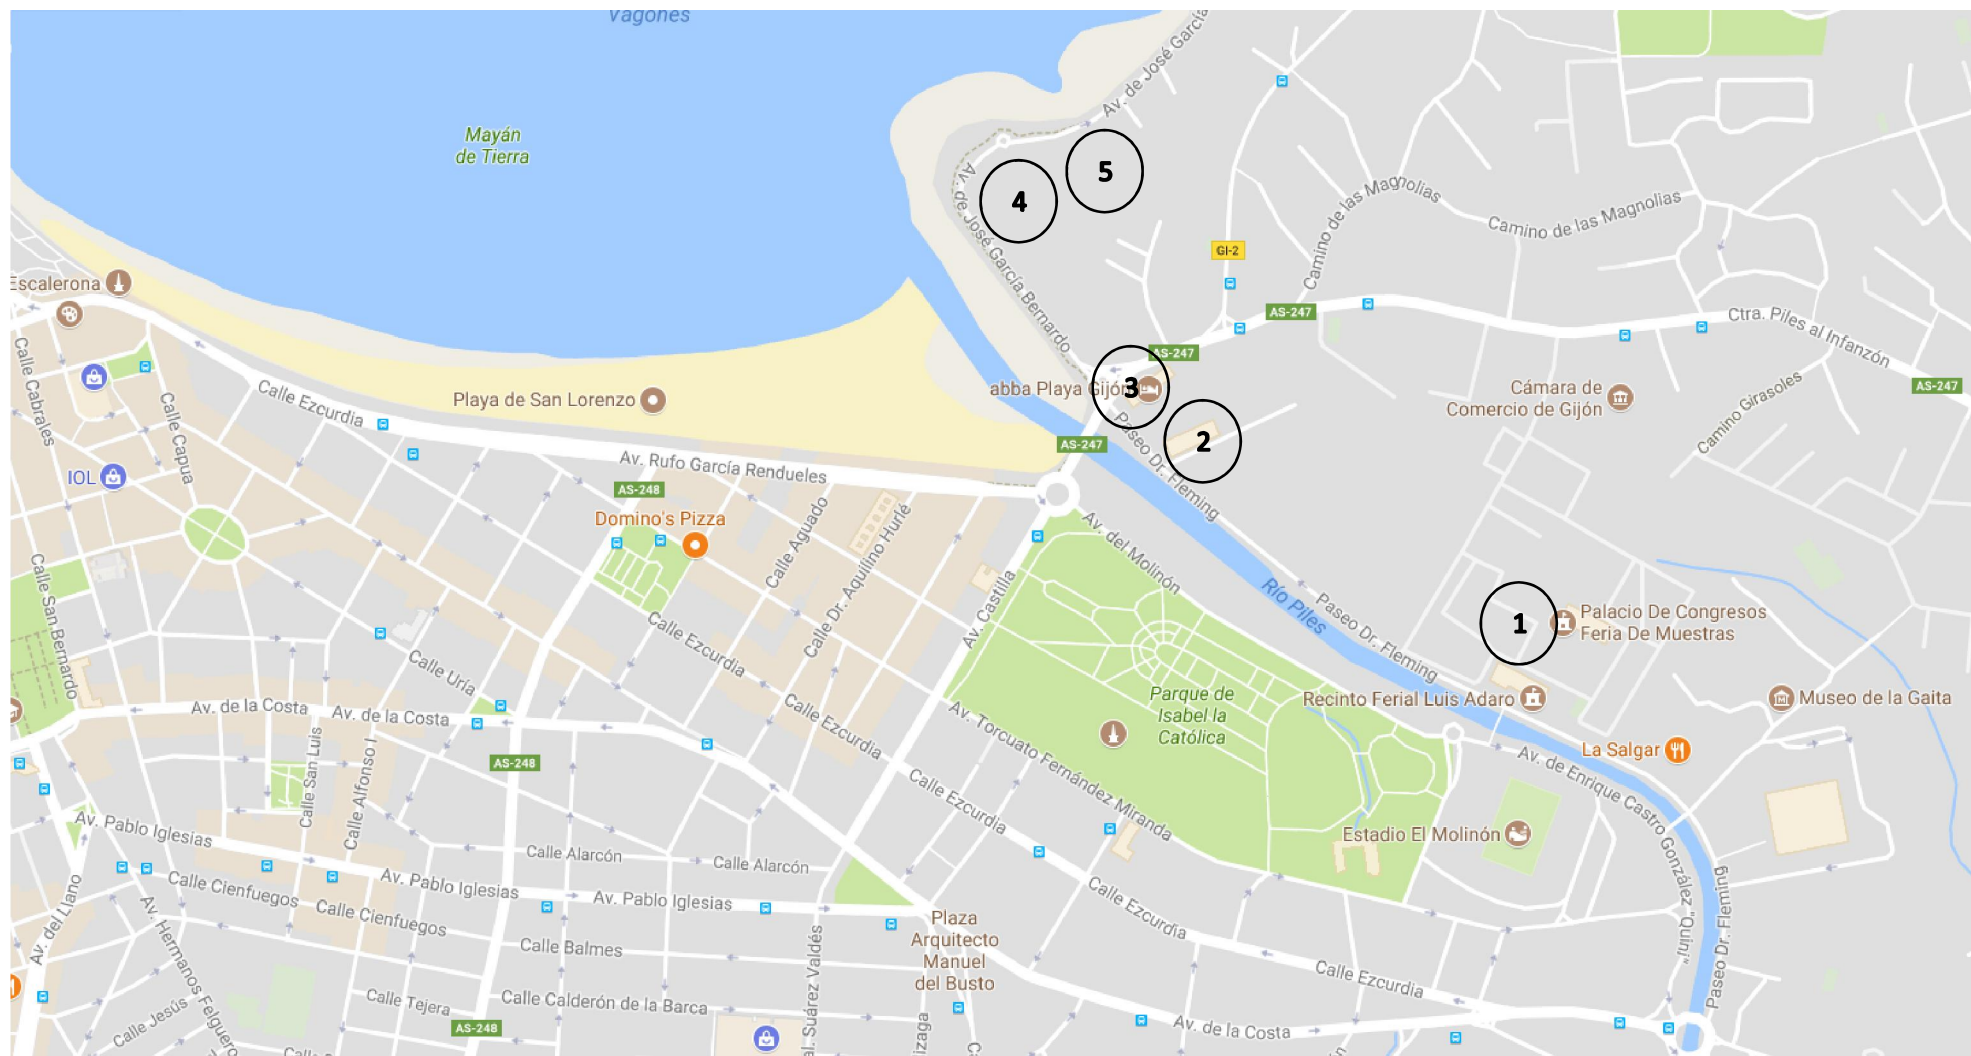 Vagones
Mayán
de Tierra
Av. de José García
5
4
Av. de José García Bernardo
Camino de las Magnolias
Camino de las Magnolias
GI-2
AS-247
Ctra. Piles al Infanzón
AS-247
AS-247
Escalerona
abba Playa Gijón
3
Cámara de
Comercio de Gijón
Camino Girasoles
Playa de San Lorenzo
Calle Ezcurdia
Calle Cabrales
Calle Capua
AS-247
2
Paseo Dr. Fleming
Av. Rufo García Rendueles
IOL
AS-248
Domino's Pizza
Calle Aguado
Calle Dr. Aquilino Hurlé
Av. del Molinón
Av. Castilla
Río Piles
Paseo Dr. Fleming
1
Palacio De Congresos
Feria De Muestras
Calle San Bernardo
Calle Ezcurdia
Calle Uría
Parque de
Isabel la
Católica
Recinto Ferial Luis Adaro
Museo de la Gaita
Av. de la Costa
Av. de la Costa
Calle Ezcurdia
Av. Torcuato Fernández Miranda
La Salgar
Av. de Enrique Castro González "Quini"
AS-248
Calle San Luis
Calle Alfonso I
Calle Ezcurdia
Estadio El Molinón
Av. Pablo Iglesias
Calle Alarcón
Calle Alarcón
Av. Pablo Iglesias
Av. Pablo Iglesias
Calle Cienfuegos
Calle Cienfuegos
Calle Ezcurdia
Paseo Dr. Fleming
Av. del Llano
Av. Hermanos Felgueroso
Plaza
Arquitecto
Manuel
del Busto
Calle Balmes
Calle Ezcurdia
Calle Tejera
Calle Calderón de la Barca
al. Suárez Valdés
Calle Jesús
AS-248
Av. de la Costa